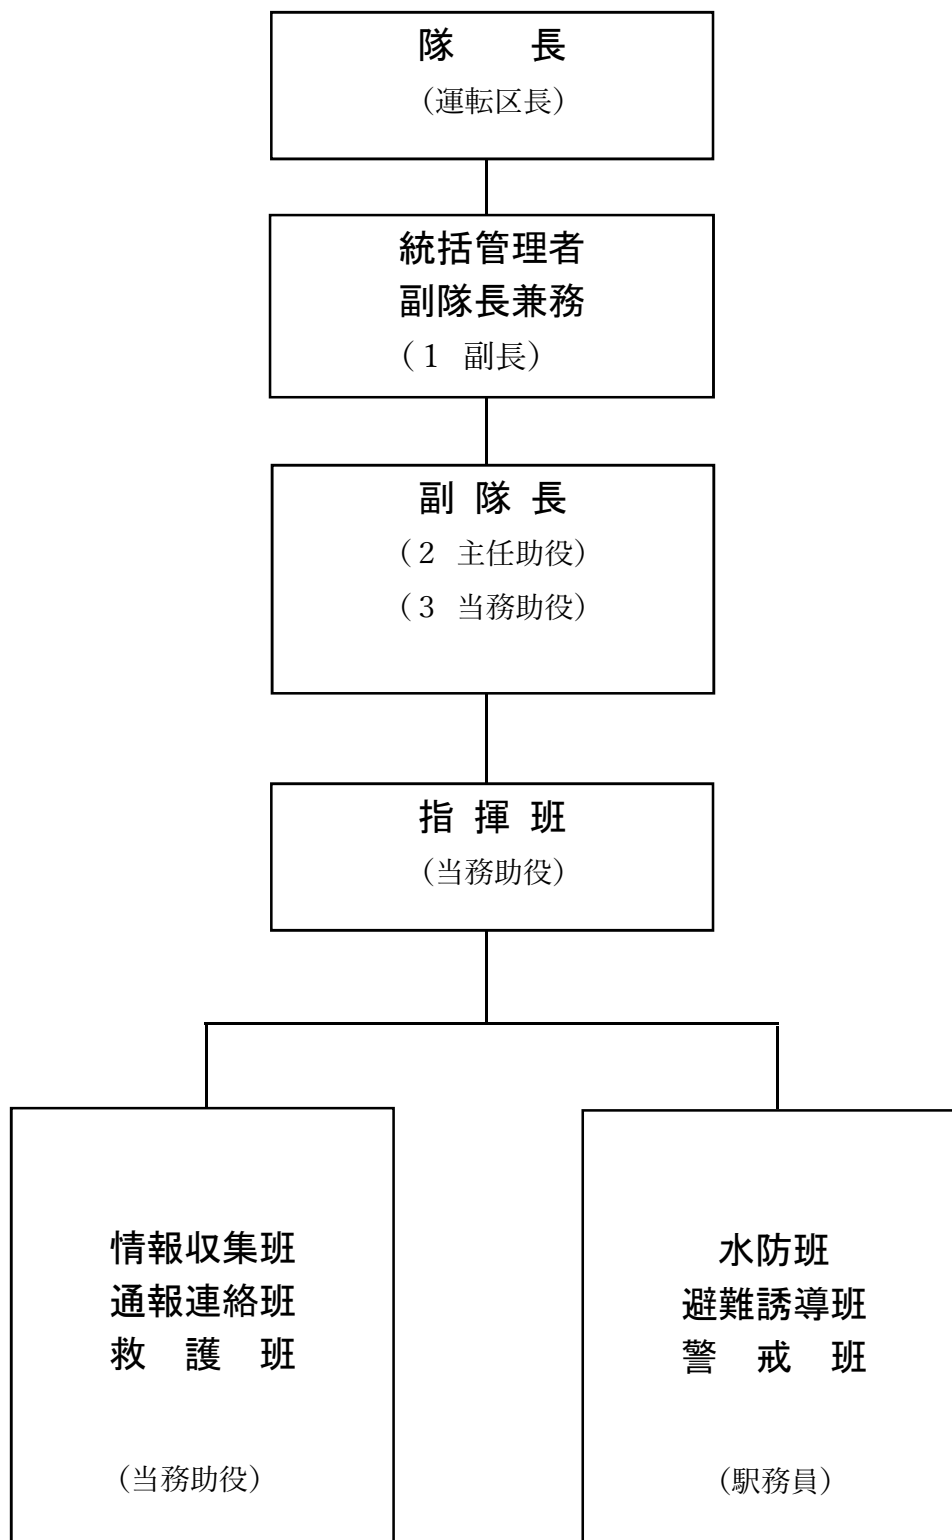 隊　　長
（運転区長）
統括管理者
副隊長兼務
（１ 副長）
副 隊 長
（２ 主任助役）
（３ 当務助役）
指 揮 班
（当務助役）
情報収集班
通報連絡班
救　護　班
（当務助役）
水防班
避難誘導班
警　戒　班
（駅務員）